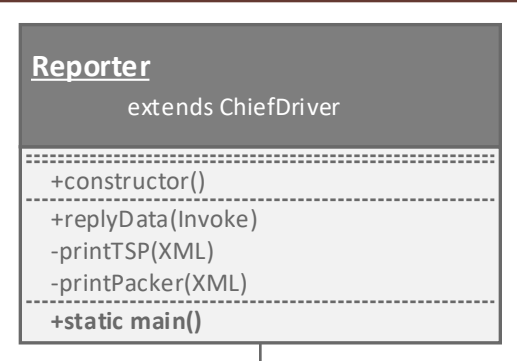 Reporter
extends ChiefDriver
+constructor()
+replyData(Invoke)
-printTSP(XML)
-printPacker(XML)
+static main()